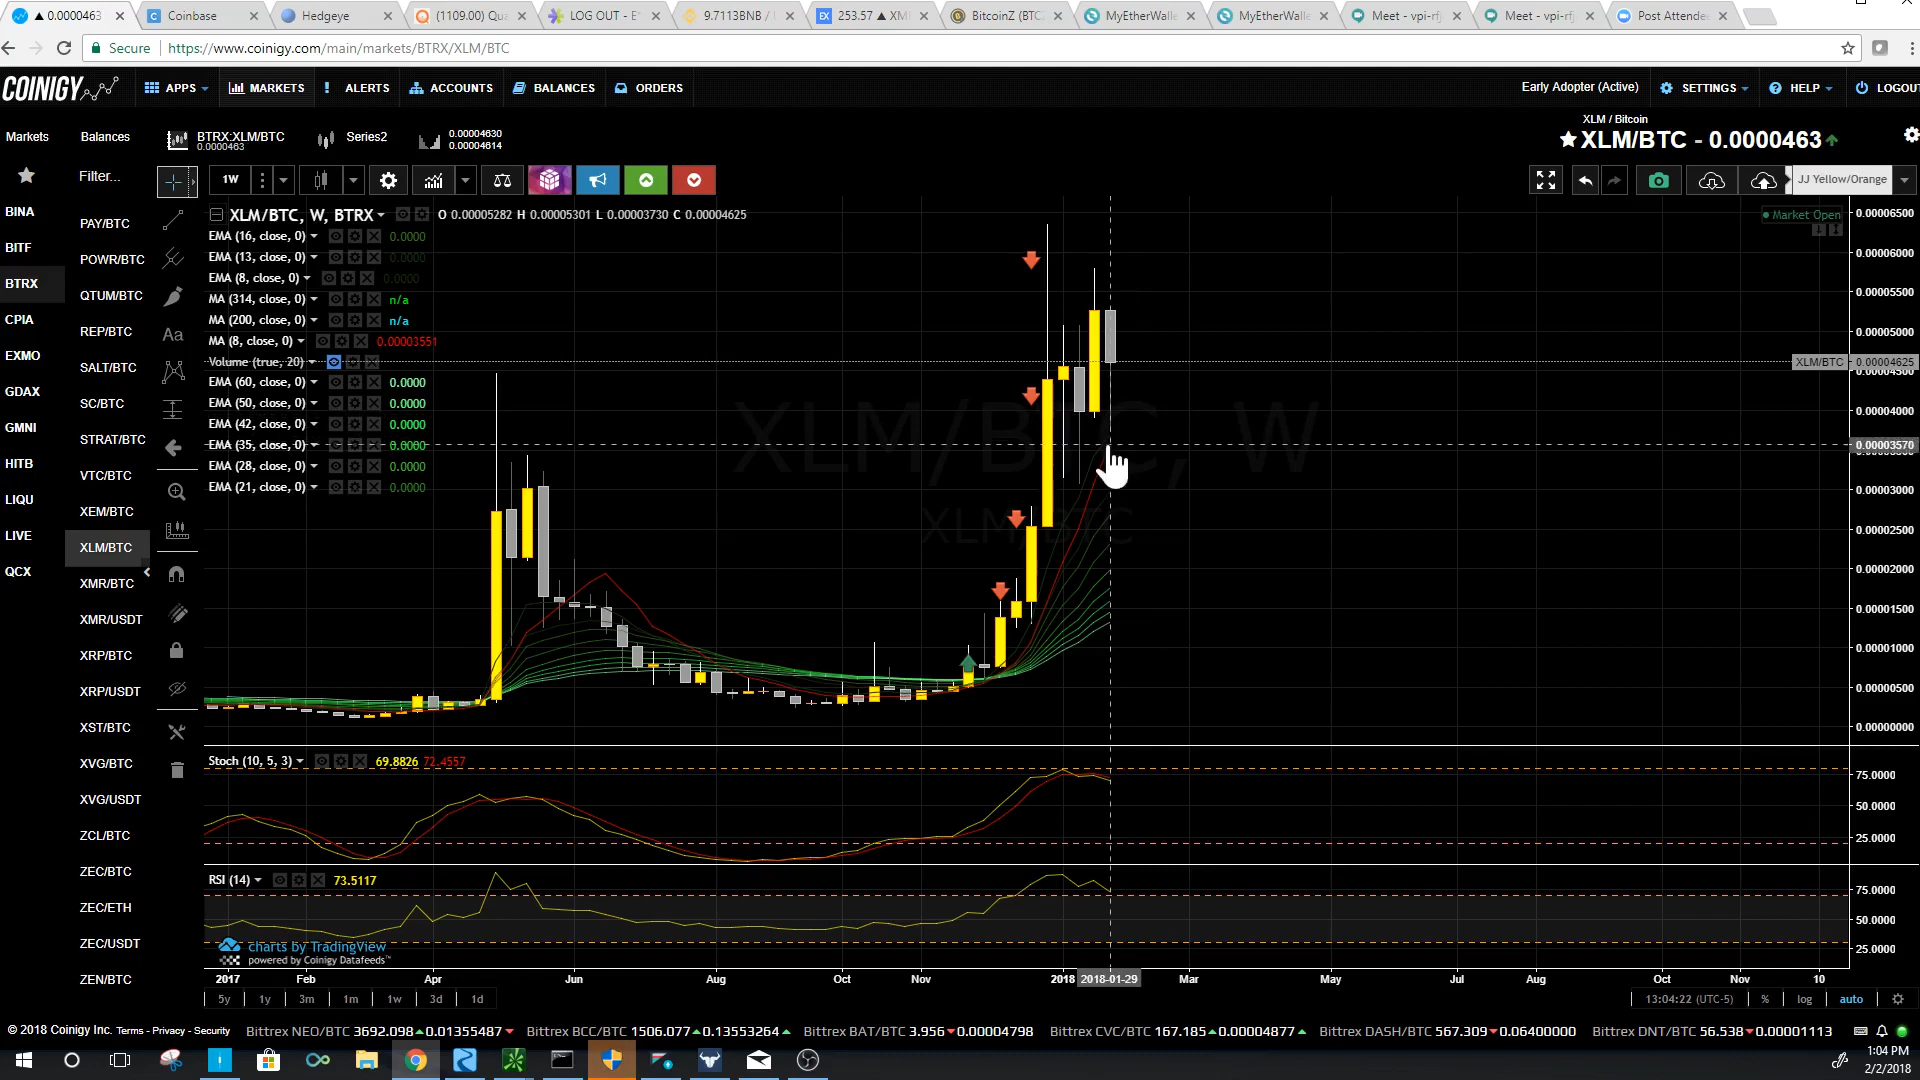 ▲ 0.0000463
Coinbase
Hedgeye
(1109.00) Qu
LOG OUT - E
9.7113BNB /
253.57 ▲ XM
BitcoinZ (BTC
MyEtherWalle
MyEtherWalle
Meet - vpi-rf
Meet - vpi-rf
Post Attende
Secure https://www.coinigy.com/main/markets/BTRX/XLM/BTC
COINIGY APPS MARKETS ALERTS ACCOUNTS BALANCES ORDERS Early Adopter (Active) SETTINGS HELP LOGOU
Markets Balances BTRX:XLM/BTC 0.0000463 Series2 0.00004630 0.00004614
XLM / Bitcoin
XLM/BTC - 0.0000463
Filter... 1W JJ Yellow/Orange
BINA
BITF
BTRX
CPIA
EXMO
GDAX
GMNI
HITB
LIQU
LIVE
QCX
PAY/BTC
POWR/BTC
QTUM/BTC
REP/BTC
SALT/BTC
SC/BTC
STRAT/BTC
VTC/BTC
XEM/BTC
XLM/BTC
XMR/BTC
XMR/USDT
XRP/BTC
XRP/USDT
XST/BTC
XVG/BTC
XVG/USDT
ZCL/BTC
ZEC/BTC
ZEC/ETH
ZEC/USDT
ZEN/BTC
Aa
XLM/BTC, W, BTRX O 0.00005282 H 0.00005301 L 0.00003730 C 0.00004625
EMA (16, close, 0) 0.0000
EMA (13, close, 0) 0.0000
EMA (8, close, 0) 0.0000
MA (314, close, 0) n/a
MA (200, close, 0) n/a
MA (8, close, 0) 0.00003551
Volume (true, 20)
EMA (60, close, 0) 0.0000
EMA (50, close, 0) 0.0000
EMA (42, close, 0) 0.0000
EMA (35, close, 0) 0.0000
EMA (28, close, 0) 0.0000
EMA (21, close, 0) 0.0000
XLM/BTC, W
XLM/BTC
Market Open
0.00006500
0.00006000
0.00005500
0.00005000
XLM/BTC 0.00004625
0.00004500
0.00004000
0.00003570
0.00003000
0.00002500
0.00002000
0.00001500
0.00001000
0.00000500
0.00000000
Stoch (10, 5, 3) 69.8826 72.4557
75.0000
50.0000
25.0000
RSI (14) 73.5117
75.0000
50.0000
25.0000
charts by TradingView
powered by Coinigy Datafeeds™
2017 Feb Apr Jun Aug Oct Nov 2018 2018-01-29 Mar May Jul Aug Oct Nov 10
5y 1y 3m 1m 1w 3d 1d 13:04:22 (UTC-5) % log auto
© 2018 Coinigy Inc. Terms - Privacy - Security Bittrex NEO/BTC 3692.098 0.01355487 Bittrex BCC/BTC 1506.077 0.13553264 Bittrex BAT/BTC 3.956 0.00004798 Bittrex CVC/BTC 167.185 0.00004877 Bittrex DASH/BTC 567.309 0.06400000 Bittrex DNT/BTC 56.538 0.00001113
1:04 PM
2/2/2018